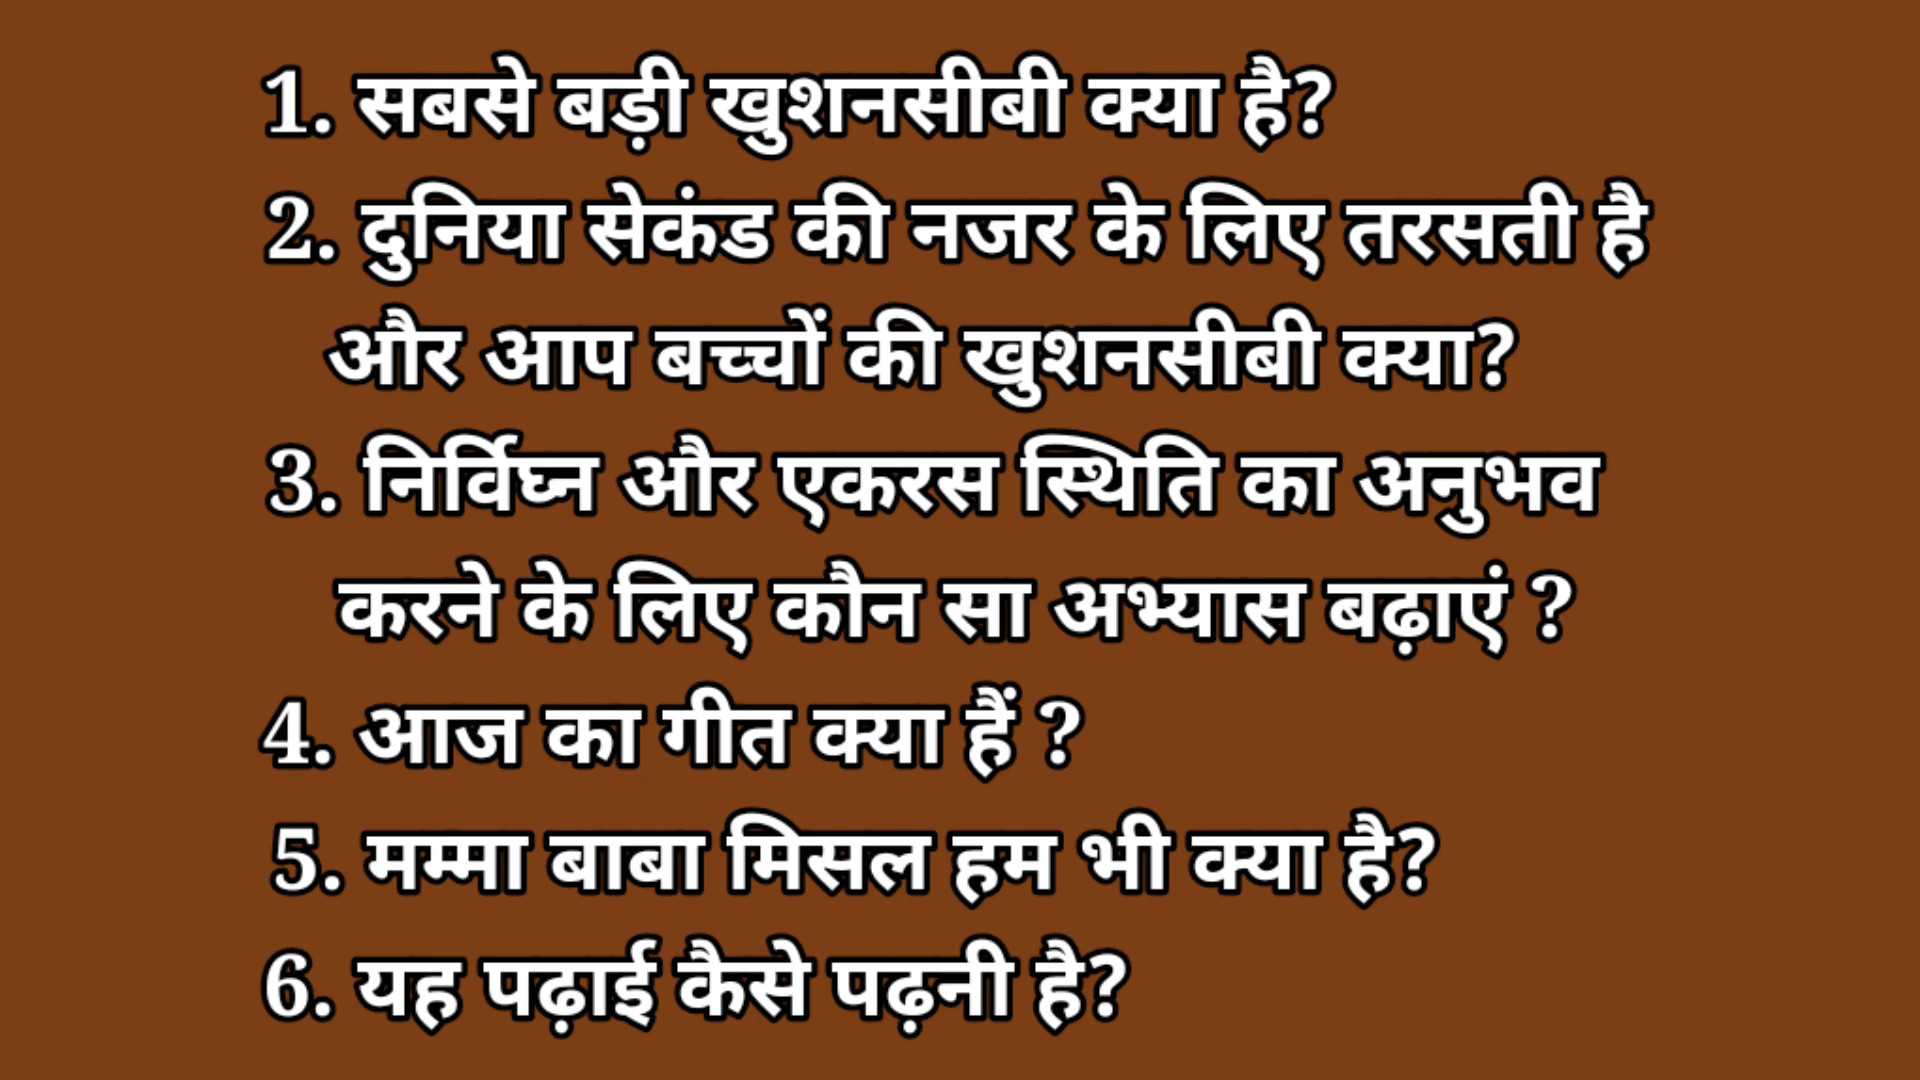 1. सबसे बड़ी खुशनसीबी क्या है?
2. दुनिया सेकंड की नजर के लिए तरसती है
और आप बच्चों की खुशनसीबी क्या?
3. निर्विघ्न और एकरस स्थिति का अनुभव
करने के लिए कौन सा अभ्यास बढ़ाएं ?
4. आज का गीत क्या हैं ?
5. मम्मा बाबा मिसल हम भी क्या है?
6. यह पढ़ाई कैसे पढ़नी है?